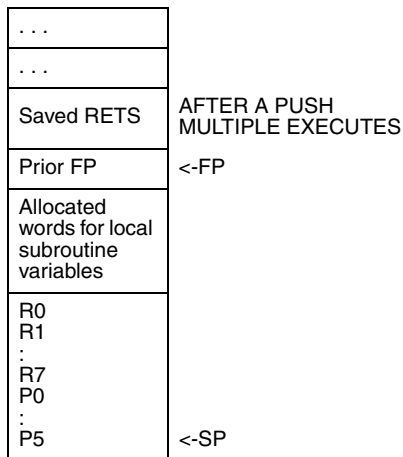 . . .
. . .
Saved RETS
AFTER A PUSH
MULTIPLE EXECUTES
Prior FP
<-FP
Allocated
words for local
subroutine
variables
R0
R1
:
R7
P0
:
P5
<-SP